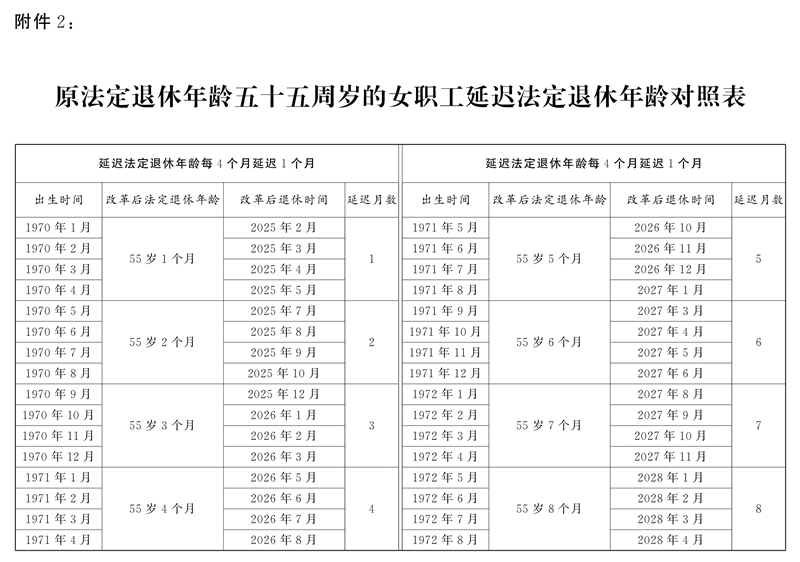 附件 2：
原法定退休年龄五十五周岁的女职工延迟法定退休年龄对照表
延迟法定退休年龄每 4 个月延迟 1 个月
出生时间 改革后法定退休年龄 改革后退休时间 延迟月数
1970 年 1 月 55 岁 1 个月 2025 年 2 月 1
1970 年 2 月 2025 年 3 月
1970 年 3 月 2025 年 4 月
1970 年 4 月 2025 年 5 月
1970 年 5 月 55 岁 2 个月 2025 年 7 月 2
1970 年 6 月 2025 年 8 月
1970 年 7 月 2025 年 9 月
1970 年 8 月 2025 年 10 月
1970 年 9 月 55 岁 3 个月 2025 年 12 月 3
1970 年 10 月 2026 年 1 月
1970 年 11 月 2026 年 2 月
1970 年 12 月 2026 年 3 月
1971 年 1 月 55 岁 4 个月 2026 年 5 月 4
1971 年 2 月 2026 年 6 月
1971 年 3 月 2026 年 7 月
1971 年 4 月 2026 年 8 月
延迟法定退休年龄每 4 个月延迟 1 个月
出生时间 改革后法定退休年龄 改革后退休时间 延迟月数
1971 年 5 月 55 岁 5 个月 2026 年 10 月 5
1971 年 6 月 2026 年 11 月
1971 年 7 月 2026 年 12 月
1971 年 8 月 2027 年 1 月
1971 年 9 月 55 岁 6 个月 2027 年 3 月 6
1971 年 10 月 2027 年 4 月
1971 年 11 月 2027 年 5 月
1971 年 12 月 2027 年 6 月
1972 年 1 月 55 岁 7 个月 2027 年 8 月 7
1972 年 2 月 2027 年 9 月
1972 年 3 月 2027 年 10 月
1972 年 4 月 2027 年 11 月
1972 年 5 月 55 岁 8 个月 2028 年 1 月 8
1972 年 6 月 2028 年 2 月
1972 年 7 月 2028 年 3 月
1972 年 8 月 2028 年 4 月